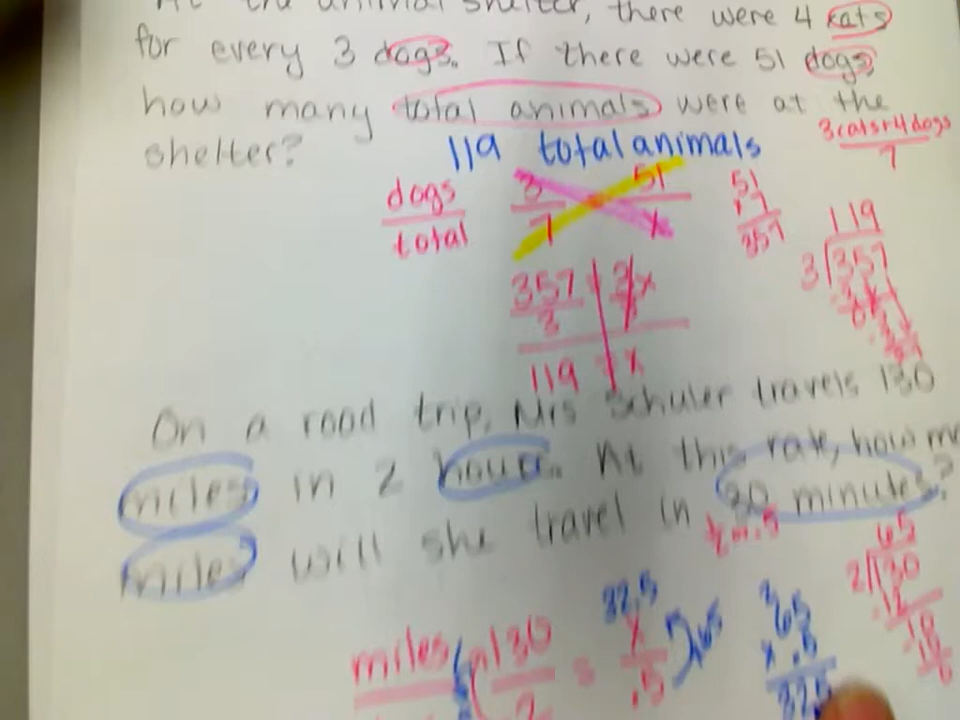 At the animal shelter, there were 4 cats
for every 3 dogs. If there were 51 dogs
how many total animals were at the
shelter?
119 total animals
3 cats + 4 dogs
7
dogs 3 = 51
total 7 x
51
7
357
119
3 357
357 3x
3 3
119 = x
On a road trip, Mrs Schuler travels 130
miles in 2 hours. At this rate, how
miles will she travel in 30 minutes?
.5
65
2 130
32.5
miles 130 = x
2 .5
65
x .5
325